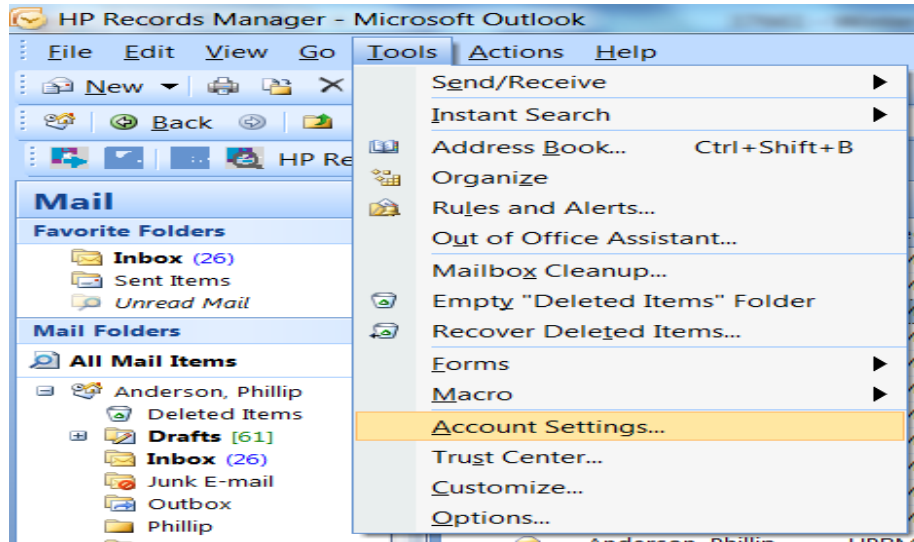 HP Records Manager - Microsoft Outlook
File Edit View Go Tools Actions Help
New
Back
HP Re
Mail
Favorite Folders
Inbox (26)
Sent Items
Unread Mail
Mail Folders
All Mail Items
Anderson, Phillip
Deleted Items
Drafts [61]
Inbox (26)
Junk E-mail
Outbox
Phillip
Send/Receive
Instant Search
Address Book... Ctrl+Shift+B
Organize
Rules and Alerts...
Out of Office Assistant...
Mailbox Cleanup...
Empty "Deleted Items" Folder
Recover Deleted Items...
Forms
Macro
Account Settings...
Trust Center...
Customize...
Options...